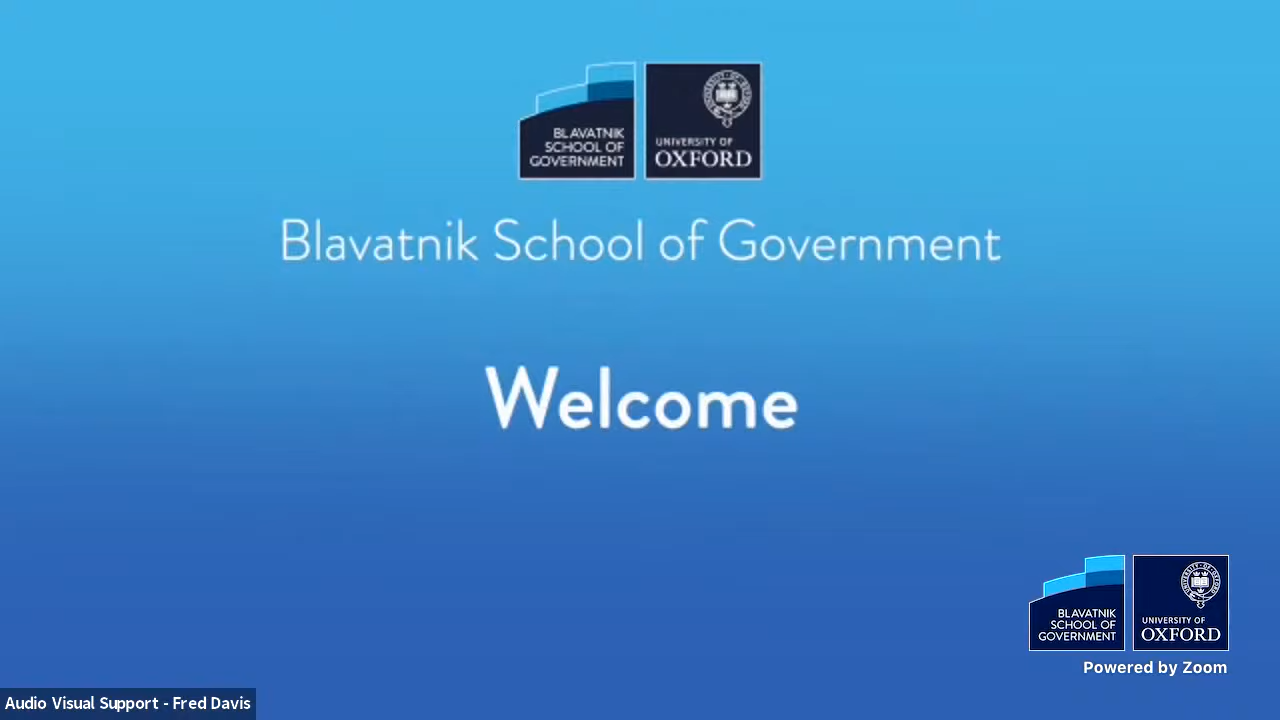 BLAVATNIK
SCHOOL OF
GOVERNMENT
UNIVERSITY OF
OXFORD
Blavatnik School of Government
Welcome
BLAVATNIK
SCHOOL OF
GOVERNMENT
UNIVERSITY OF
OXFORD
Powered by Zoom
Audio Visual Support - Fred Davis